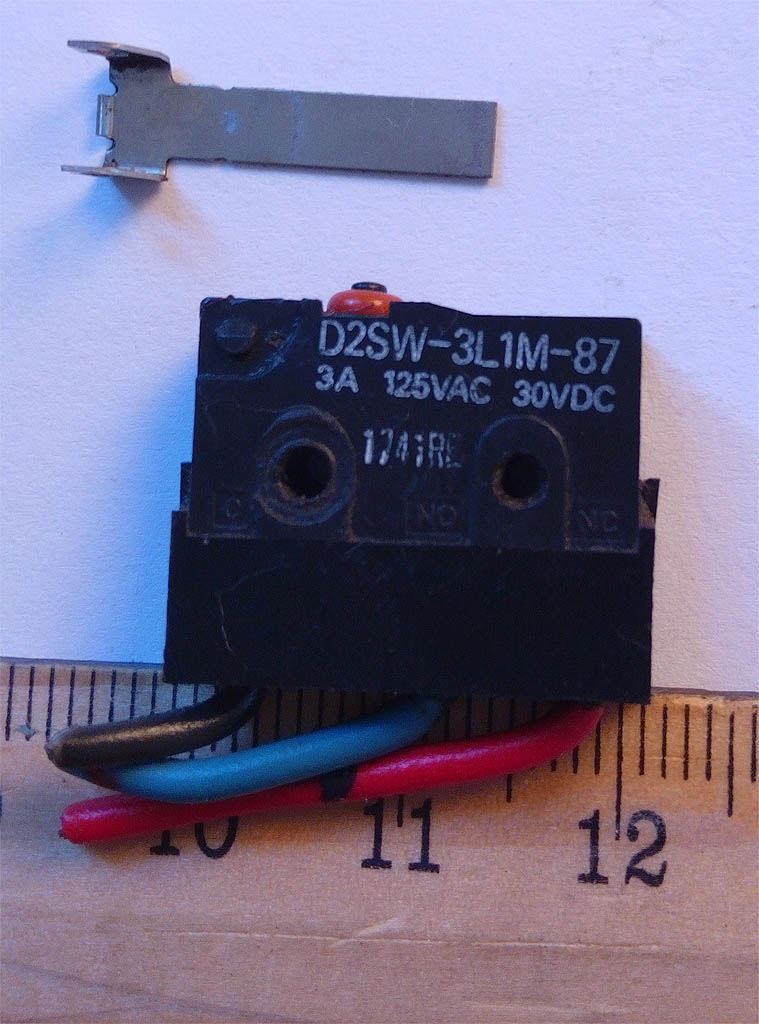 D2SW-3L1M-87
3A 125VAC 30VDC
C NO NC
10 11 12